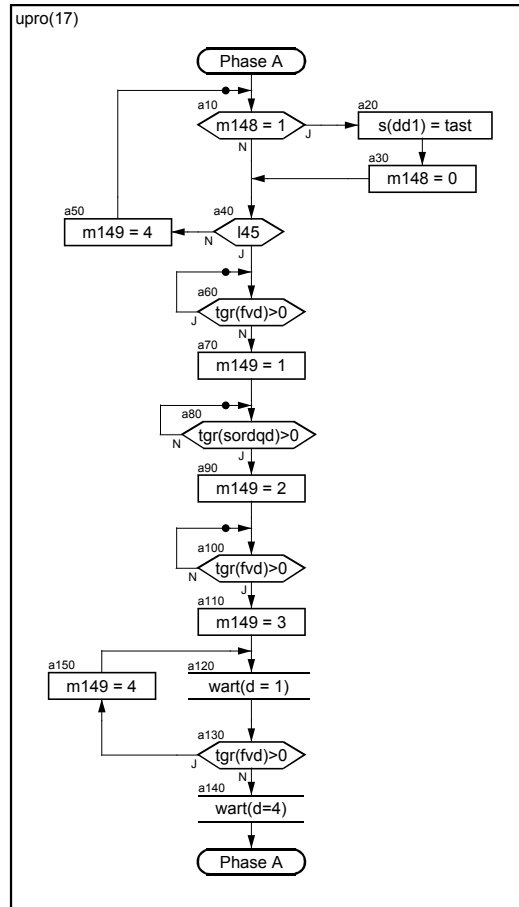 upro(17)
Phase A
a10
m148 = 1
J
N
a20
s(dd1) = tast
a30
m148 = 0
a50
m149 = 4
a40
N
l45
J
a60
tgr(fvd)>0
J
N
a70
m149 = 1
a80
tgr(sordqd)>0
N
J
a90
m149 = 2
a100
tgr(fvd)>0
N
J
a110
m149 = 3
a150
m149 = 4
a120
wart(d = 1)
a130
tgr(fvd)>0
J
N
a140
wart(d=4)
Phase A